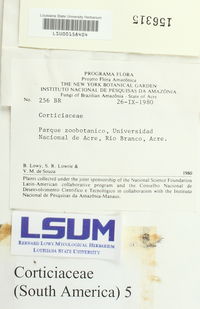 Louisiana State University Herbarium
LSU00158404
156315
PROGRAMA FLORA
Projeto Flora Amazônica
THE NEW YORK BOTANICAL GARDEN
INSTITUTO NACIONAL DE PESQUISAS DA AMAZÔNIA
Fungi of Brazilian Amazônia - State of Acre
No. 256 BR 26-IX-1980
Corticiaceae
Parque zoobotanico, Universidad
Nacional de Acre, Rio Branco, Acre.
B. Lowy, S. R. Lowrie &
V. M. de Souza 1980
Plants collected under the joint sponsorship of the National Science Foundation
Latin-American collaborative program and the Conselho Nacional de
Desenvolvimento Científico e Tecnológico in collaboration with the Instituto
Nacional de Pesquisas da Amazônia-Manaus.
LSUM
BERNARD LOWY MYCOLOGICAL HERBARIUM
LOUISIANA STATE UNIVERSITY
Corticiaceae
(South America) 5